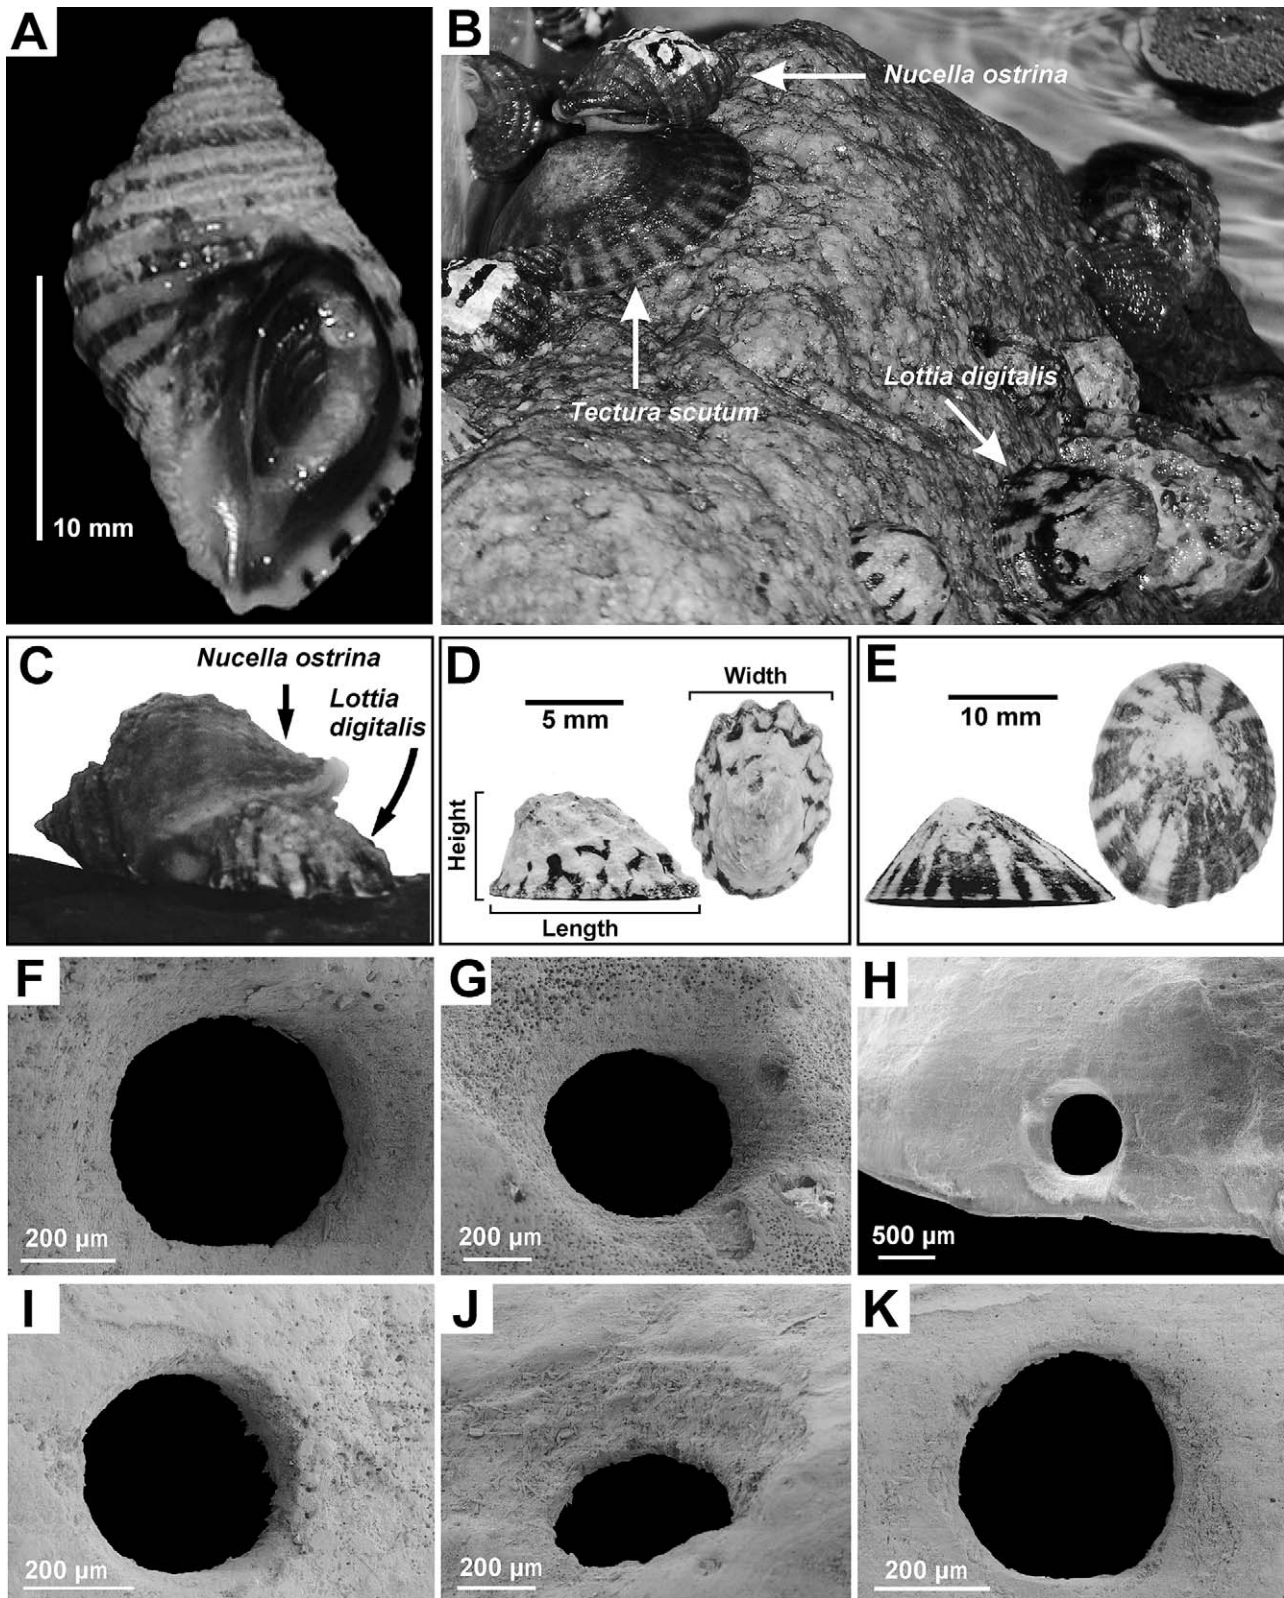 A
10 mm
B
Nucella ostrina
Tectura scutum
Lottia digitalis
C
Nucella ostrina
Lottia
digitalis
D
5 mm
Width
Height
Length
E
10 mm
F
200 µm
G
200 µm
H
500 µm
I
200 µm
J
200 µm
K
200 µm